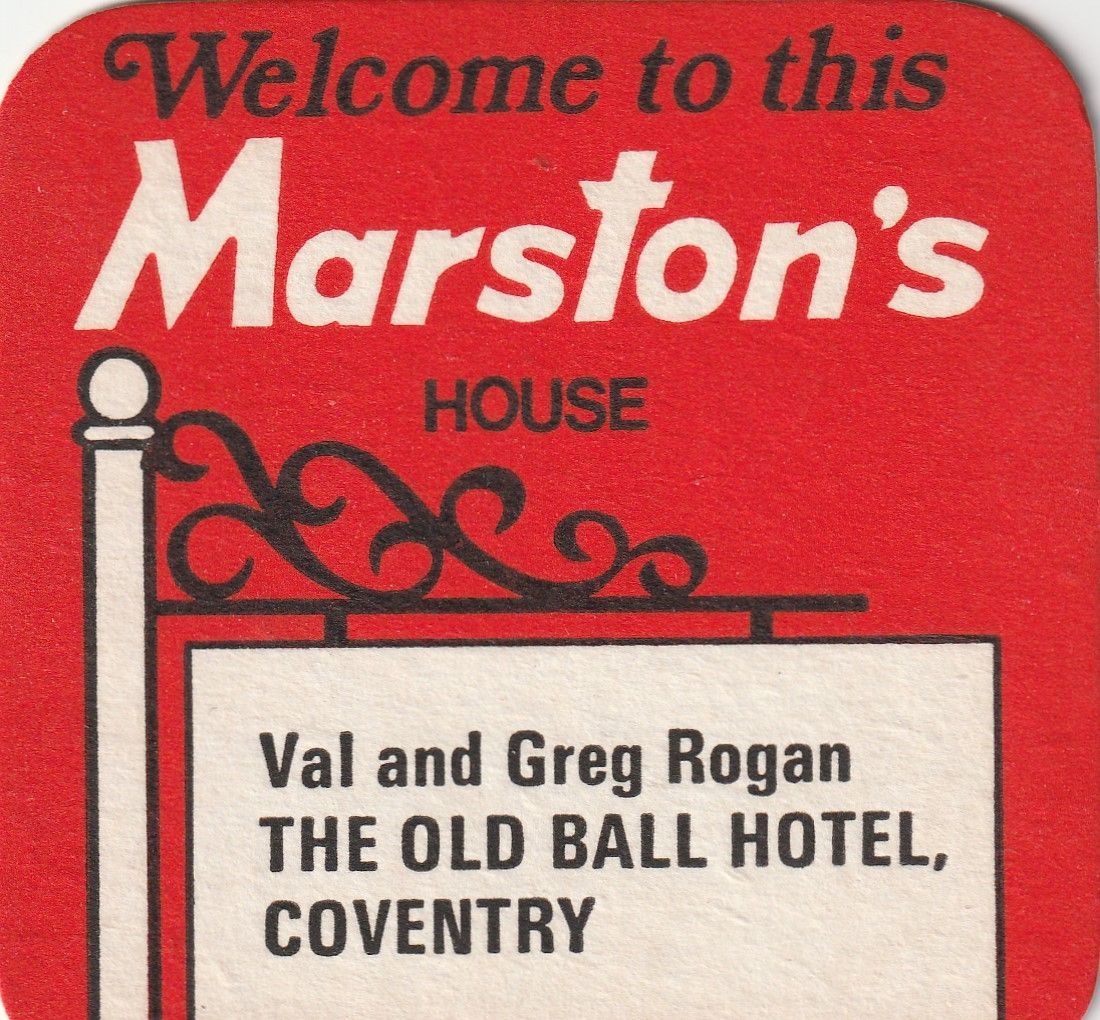 Welcome to this
Marston's
HOUSE
Val and Greg Rogan
THE OLD BALL HOTEL,
COVENTRY